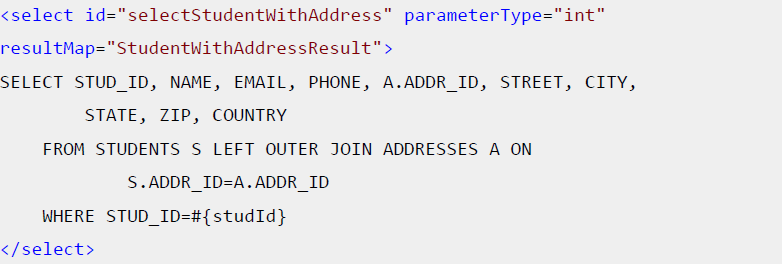 <select id="selectStudentWithAddress" parameterType="int"
resultMap="StudentWithAddressResult">
SELECT STUD_ID, NAME, EMAIL, PHONE, A.ADDR_ID, STREET, CITY,
STATE, ZIP, COUNTRY
FROM STUDENTS S LEFT OUTER JOIN ADDRESSES A ON
S.ADDR_ID=A.ADDR_ID
WHERE STUD_ID=#{studId}
</select>